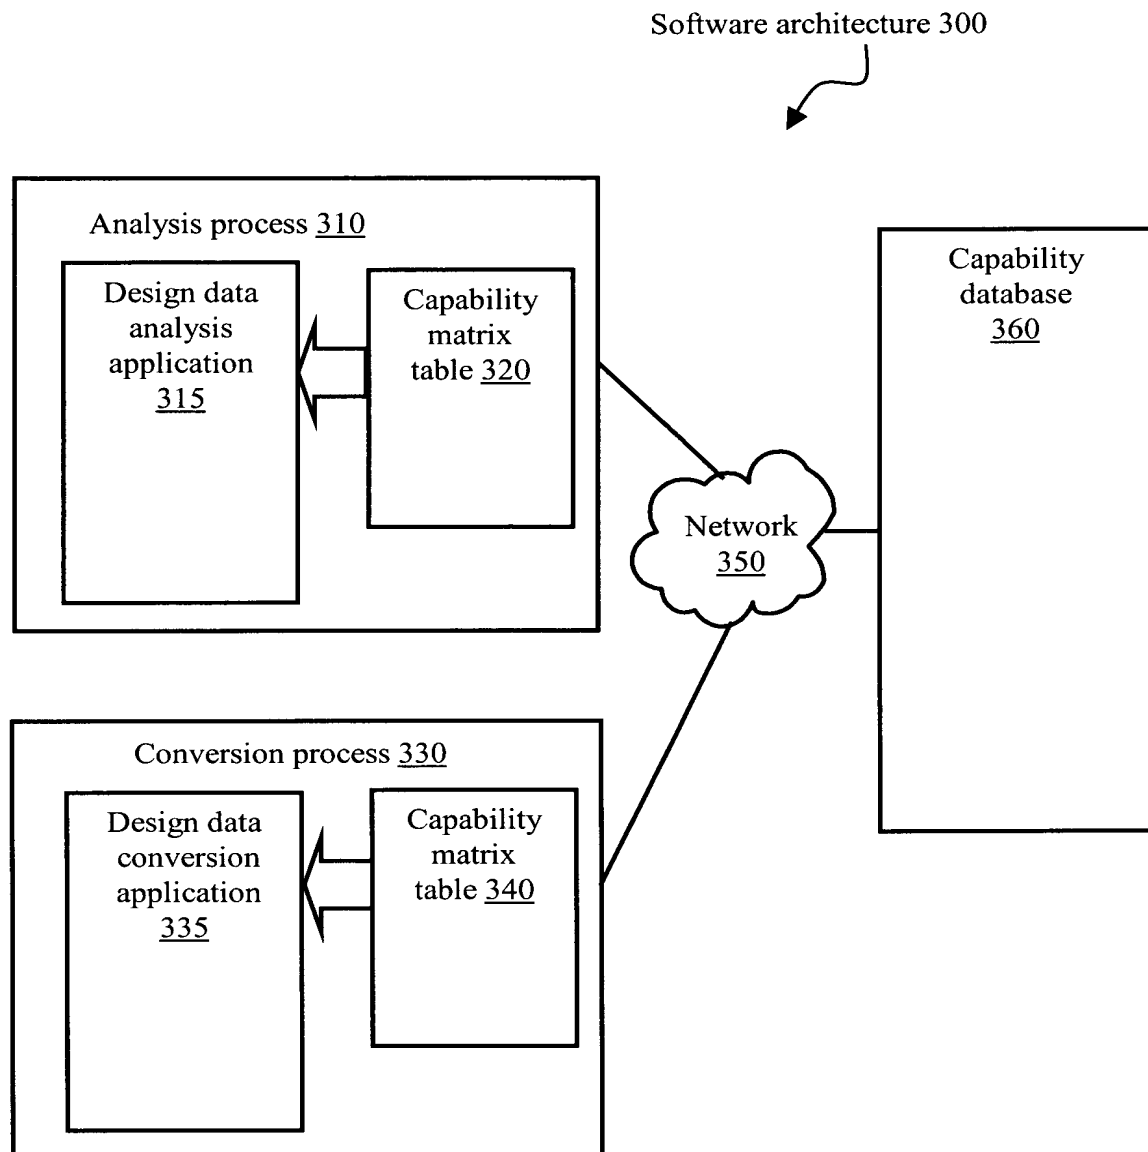 Software architecture 300
Analysis process 310
Design data
analysis
application
315
Capability
matrix
table 320
Capability
database
360
Network
350
Conversion process 330
Design data
conversion
application
335
Capability
matrix
table 340